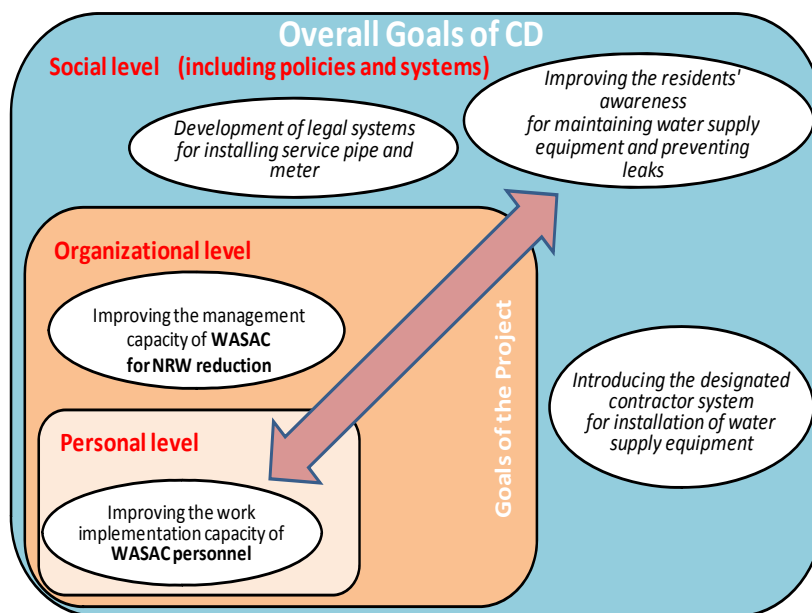 Overall Goals of CD
Social level (including policies and systems)
Improving the residents'
awareness
for maintaining water supply
equipment and preventing
leaks
Development of legal systems
for installing service pipe and
meter
Organizational level
Improving the management
capacity of WASAC
for NRW reduction
Goals of the Project
Introducing the designated
contractor system
for installation of water
supply equipment
Personal level
Improving the work
implementation capacity of
WASAC personnel